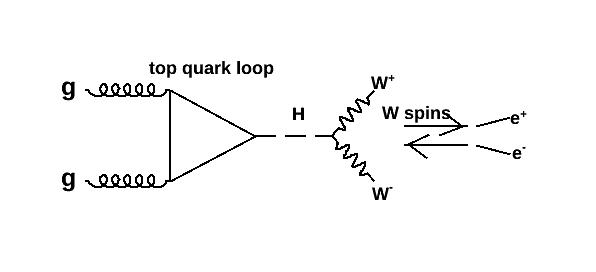 top quark loop
g
g
H
W+
W-
W spins
e+
e-